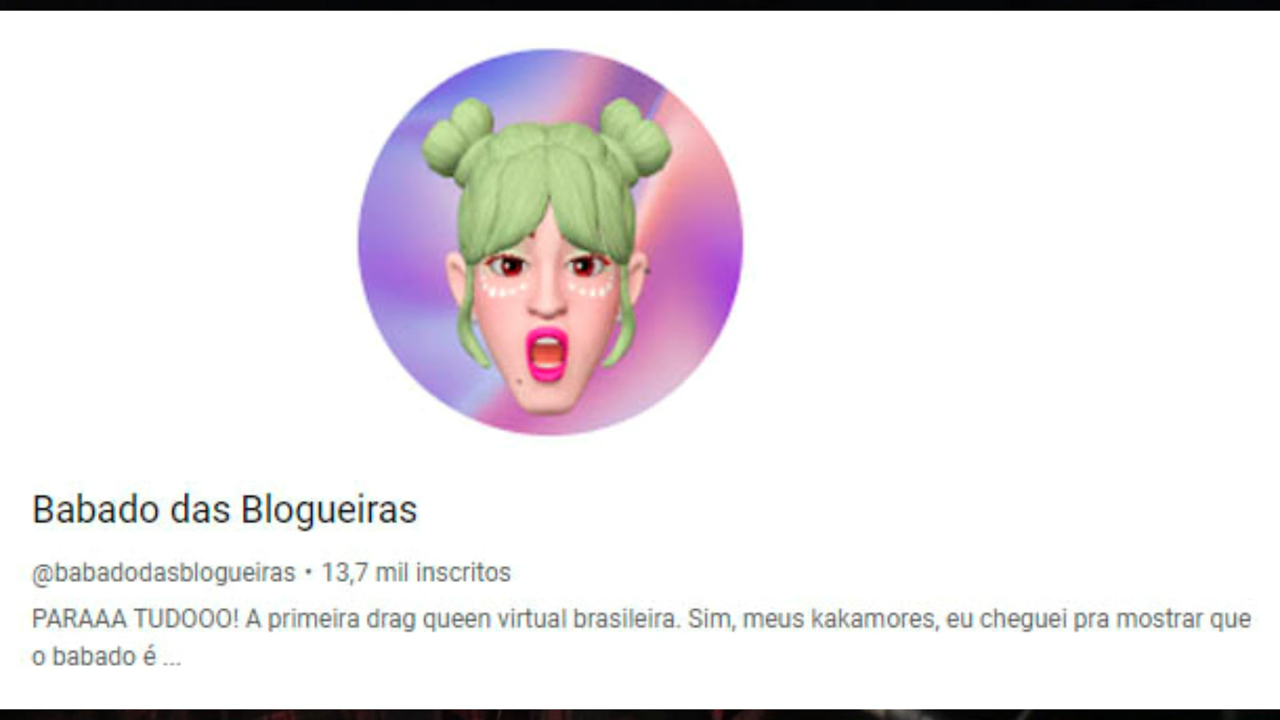 Babado das Blogueiras
@babadodasblogueiras • 13,7 mil inscritos
PARAAA TUDOOO! A primeira drag queen virtual brasileira. Sim, meus kakamores, eu cheguei pra mostrar que
o babado é ...